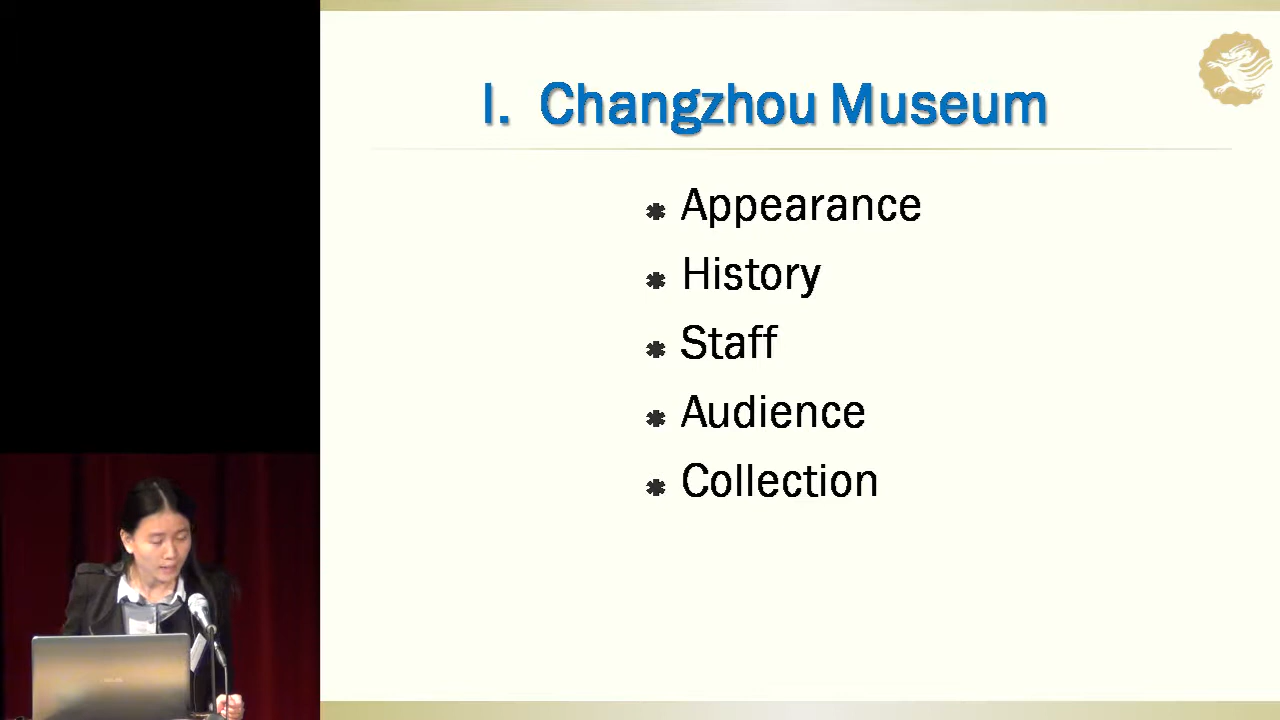 I. Changzhou Museum
Appearance
History
Staff
Audience
Collection